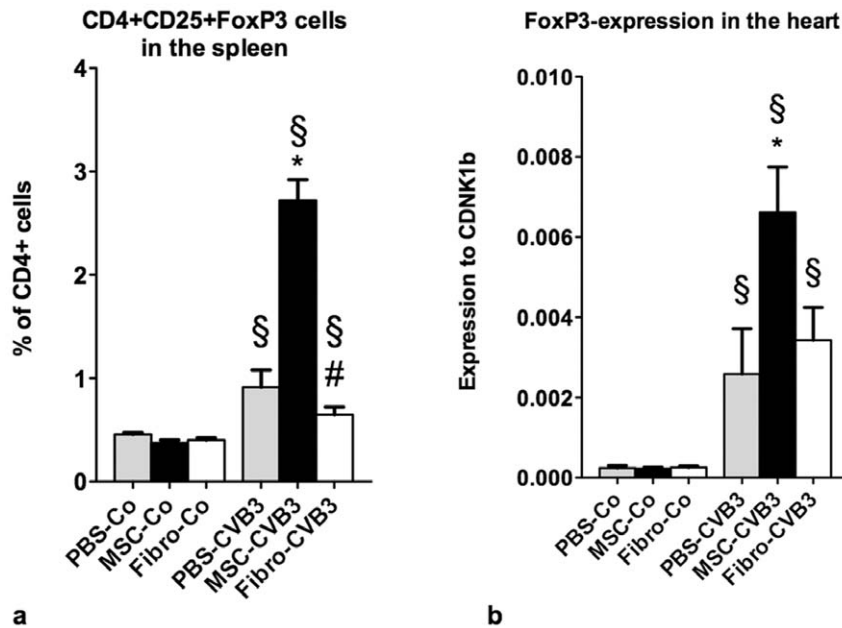 CD4+CD25+FoxP3 cells
in the spleen
% of CD4+ cells
4
3
2
1
0
§
§
*
§
#
PBS-Co
MSC-Co
Fibro-Co
PBS-CVB3
MSC-CVB3
Fibro-CVB3
a
FoxP3-expression in the heart
Expression to CDNK1b
0.010
0.008
0.006
0.004
0.002
0.000
§
§
*
§
PBS-Co
MSC-Co
Fibro-Co
PBS-CVB3
MSC-CVB3
Fibro-CVB3
b